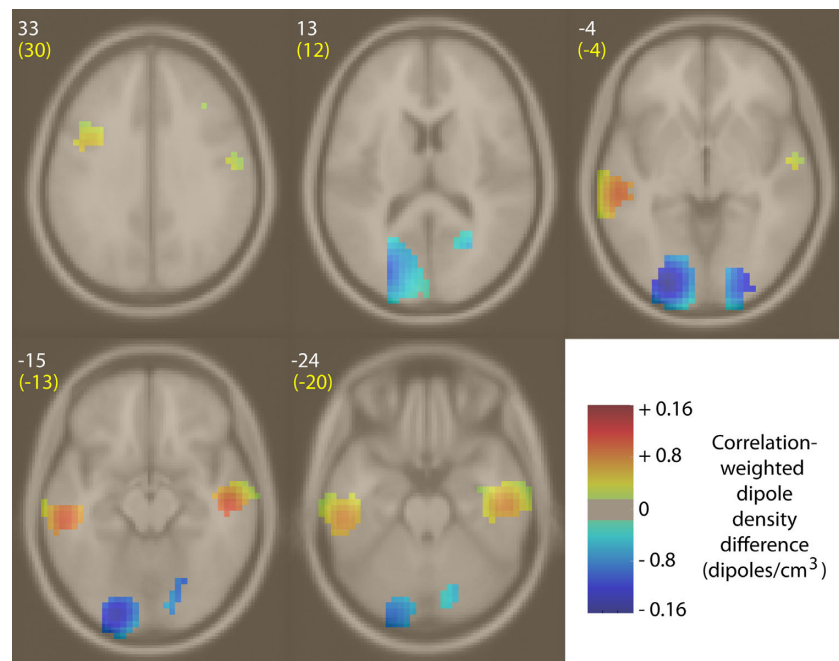 33
(30)
13
(12)
-4
(-4)
-15
(-13)
-24
(-20)
+ 0.16
+ 0.8
0
- 0.8
- 0.16
Correlation-
weighted
dipole
density
difference
(dipoles/cm³)